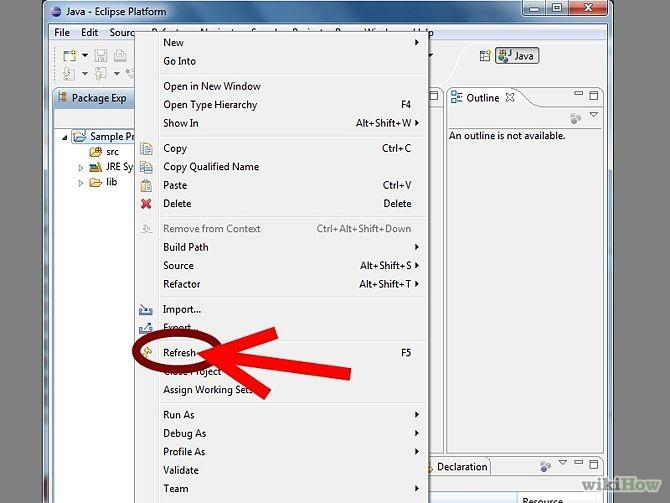 Java - Eclipse Platform
File Edit
Java
Package Exp
Outline
An outline is not available.
Sample Pr
src
JRE Sy
lib
New
Go Into
Open in New Window
Open Type Hierarchy F4
Show In Alt+Shift+W
Copy Ctrl+C
Copy Qualified Name
Paste Ctrl+V
Delete Delete
Remove from Context Ctrl+Alt+Shift+Down
Build Path
Source Alt+Shift+S
Refactor Alt+Shift+T
Import...
Export...
Refresh F5
Close Project
Assign Working Sets
Run As
Debug As
Profile As
Validate
Team
Declaration
Resource
wikiHow